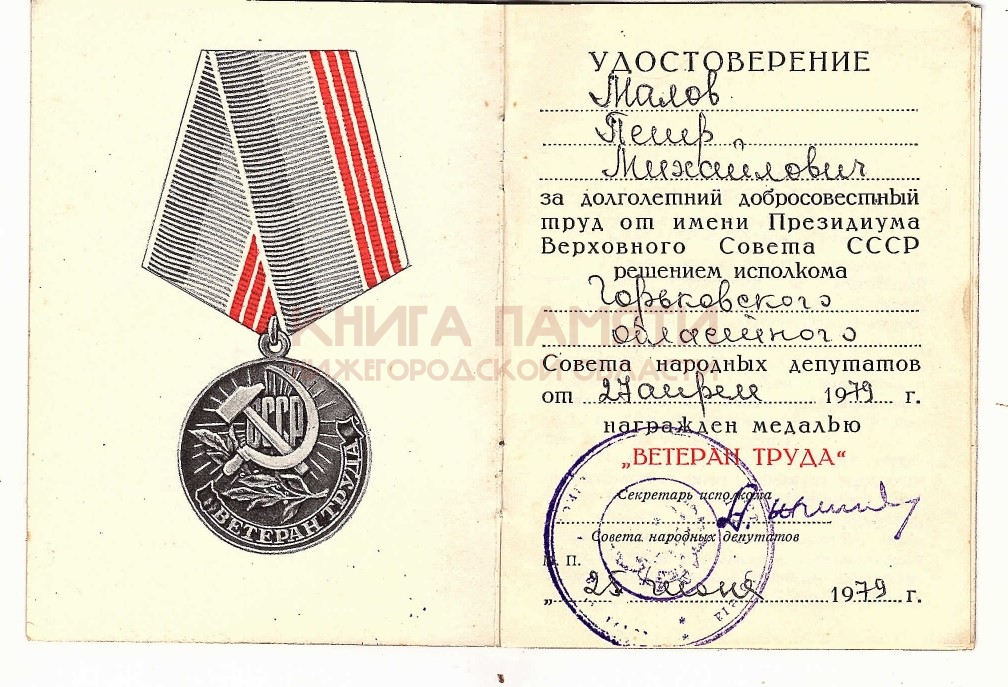 СССР
ВЕТЕРАН ТРУДА
УДОСТОВЕРЕНИЕ
Малов
Петр
Михайлович
за долголетний добросовестный
труд от имени Президиума
Верховного Совета СССР
решением исполкома
Горьковского
областного
Совета народных депутатов
от 27 апреля 1979 г.
награжден медалью
„ВЕТЕРАН ТРУДА“
Секретарь исполкома
Совета народных депутатов
М. П.
„ 25 июня 1979 г.
КНИГА ПАМЯТИ
НИЖЕГОРОДСКОЙ ОБЛАСТИ